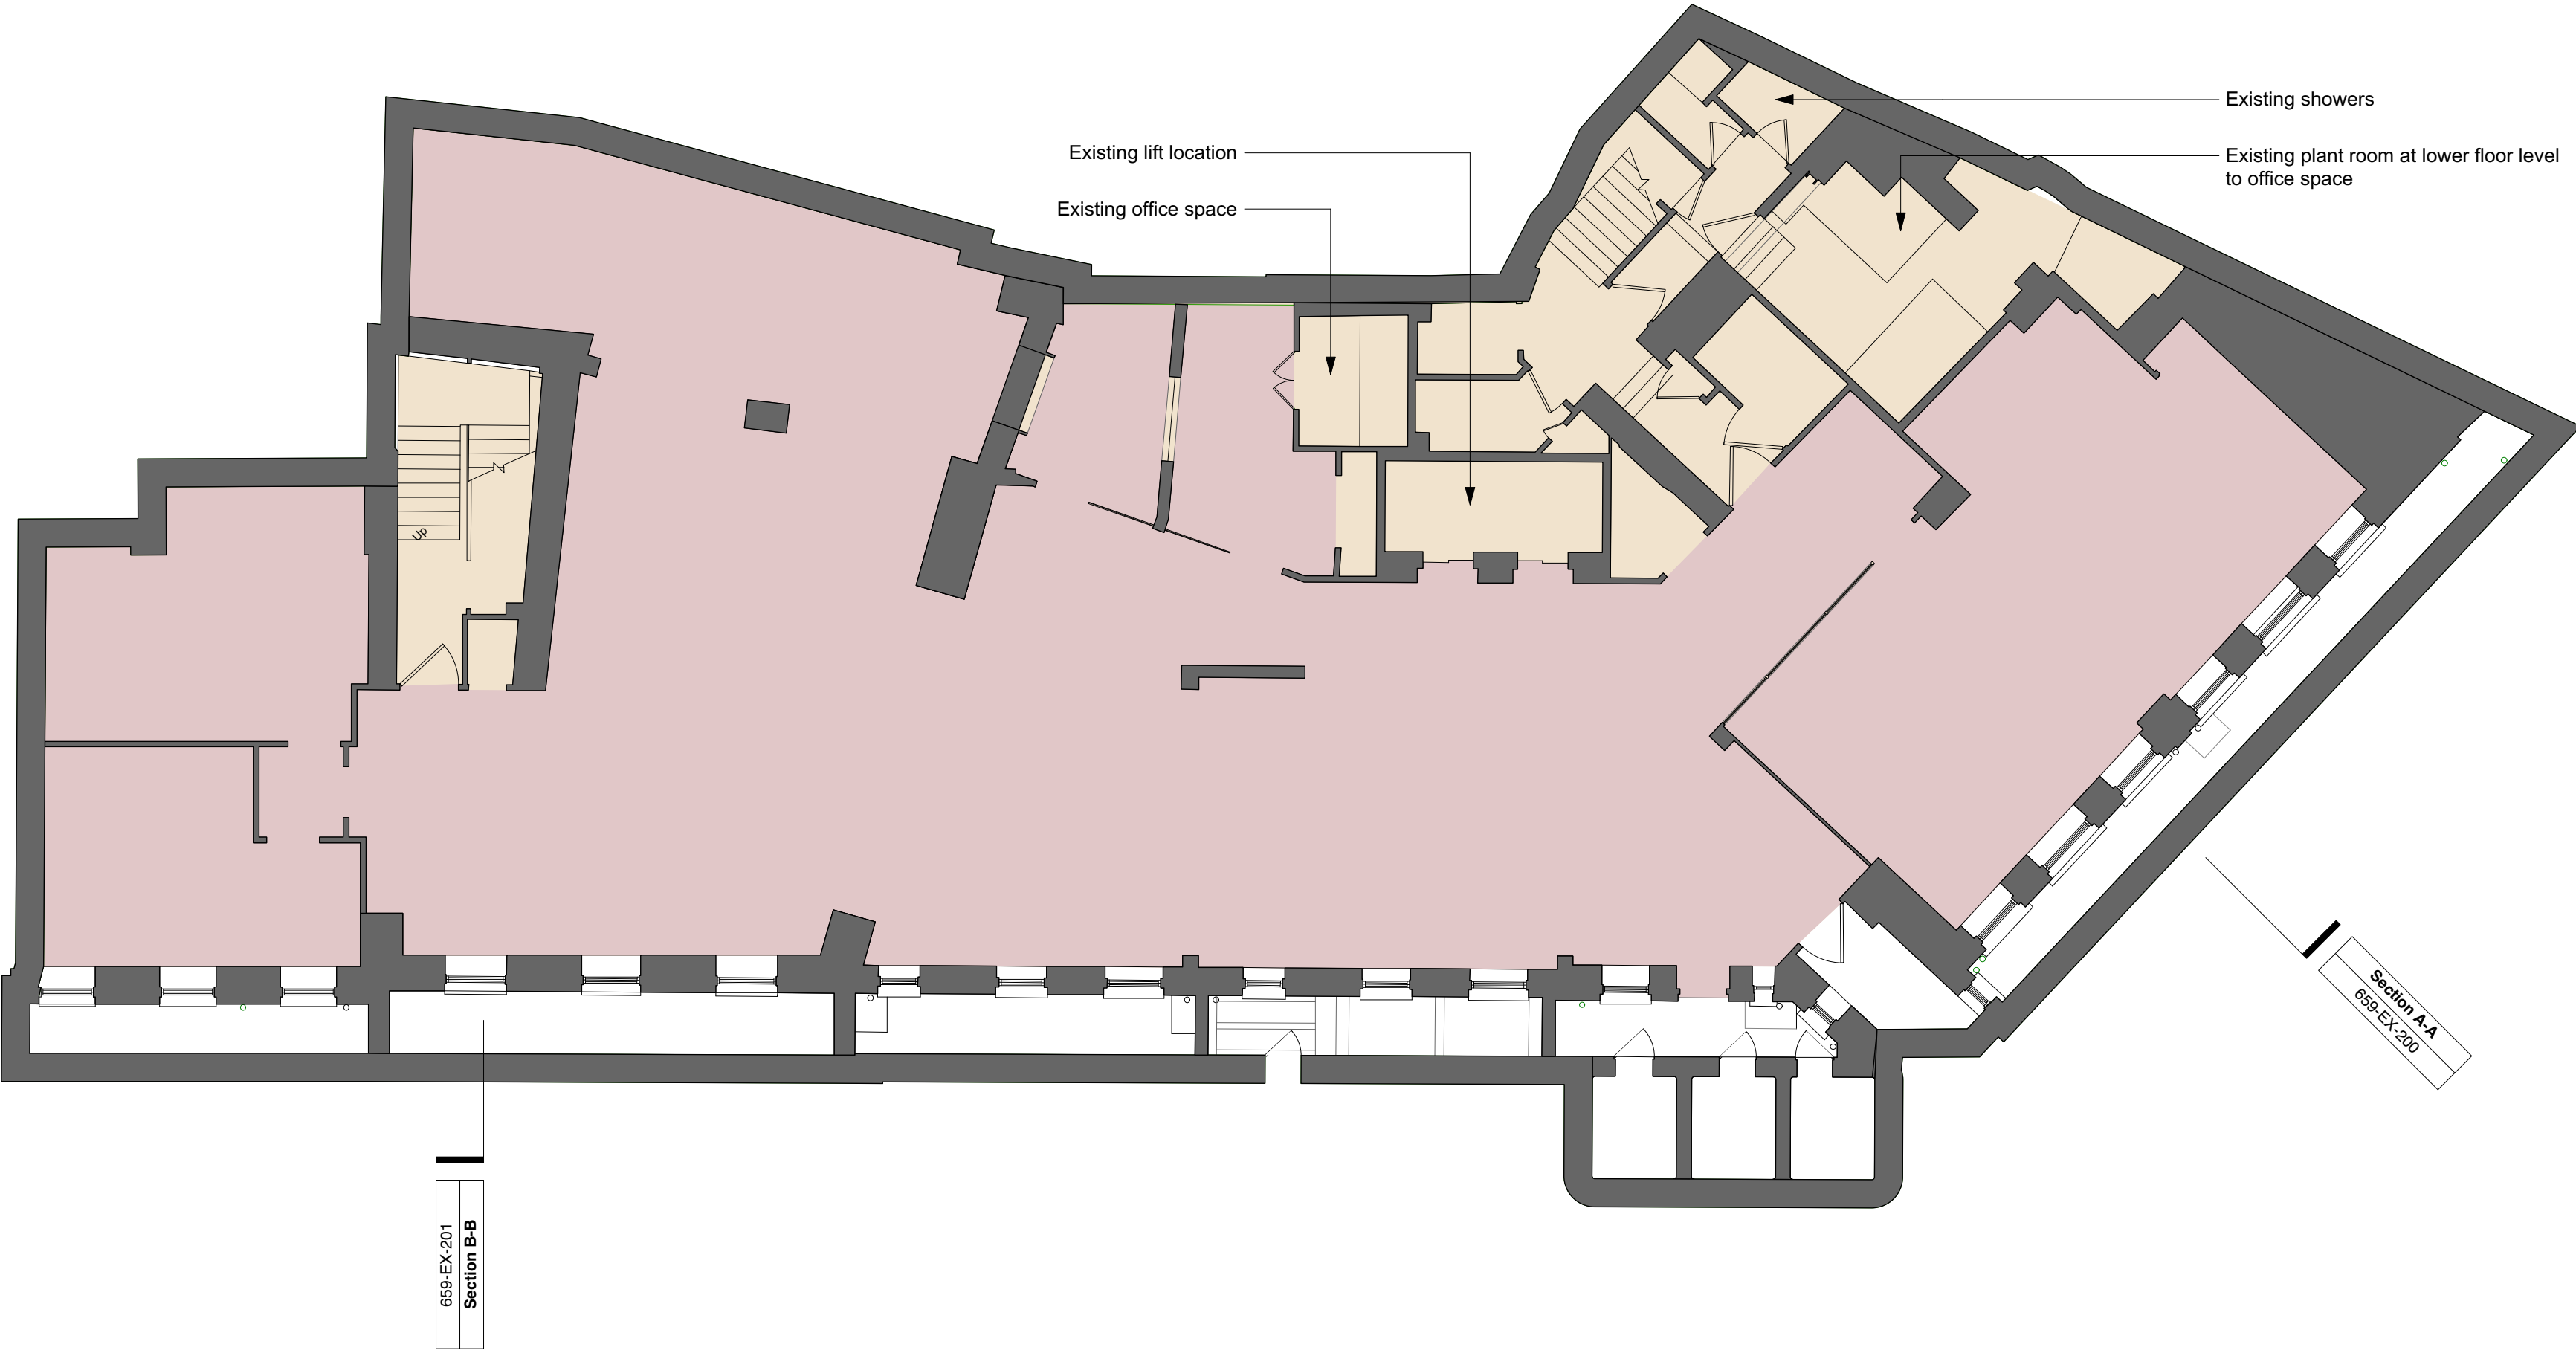 Existing showers
Existing lift location
Existing plant room at lower floor level
to office space
Existing office space
Up
Section A-A
659-EX-200
659-EX-201
Section B-B